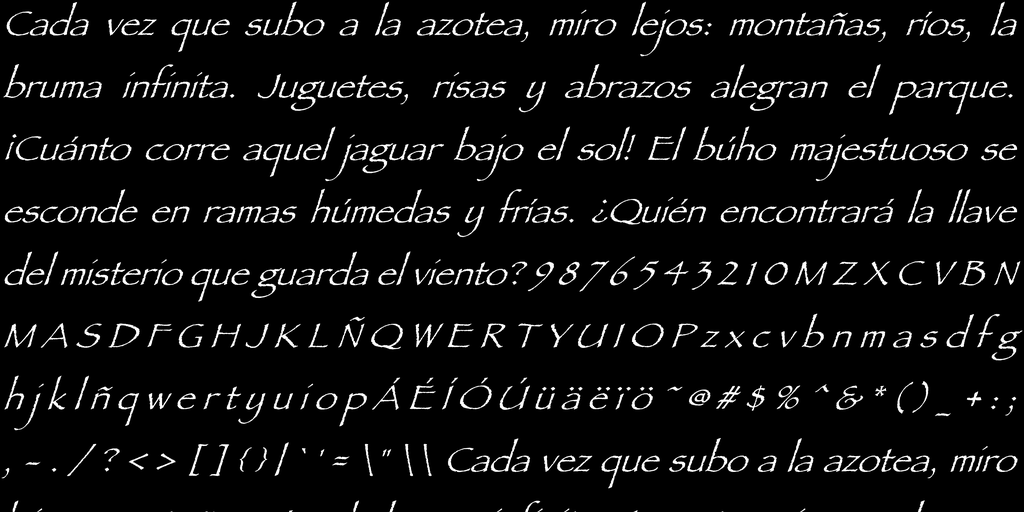 Cada vez que subo a la azotea, miro lejos: montañas, ríos, la
bruma infinita. Juguetes, risas y abrazos alegran el parque.
¡Cuánto corre aquel jaguar bajo el sol! El búho majestuoso se
esconde en ramas húmedas y frías. ¿Quién encontrará la llave
del misterio que guarda el viento? 9 8 7 6 5 4 3 2 1 0 M Z X C V B N
M A S D F G H J K L Ñ Q W E R T Y U I O P z x c v b n m a s d f g
h j k l ñ q w e r t y u i o p Á É Í Ó Ú ü ä ë ï ö ~ @ # $ % ^ & * ( ) _ + : ;
, - . / ? < > [ ] { } | ` ' = \ " \ \ Cada vez que subo a la azotea, miro